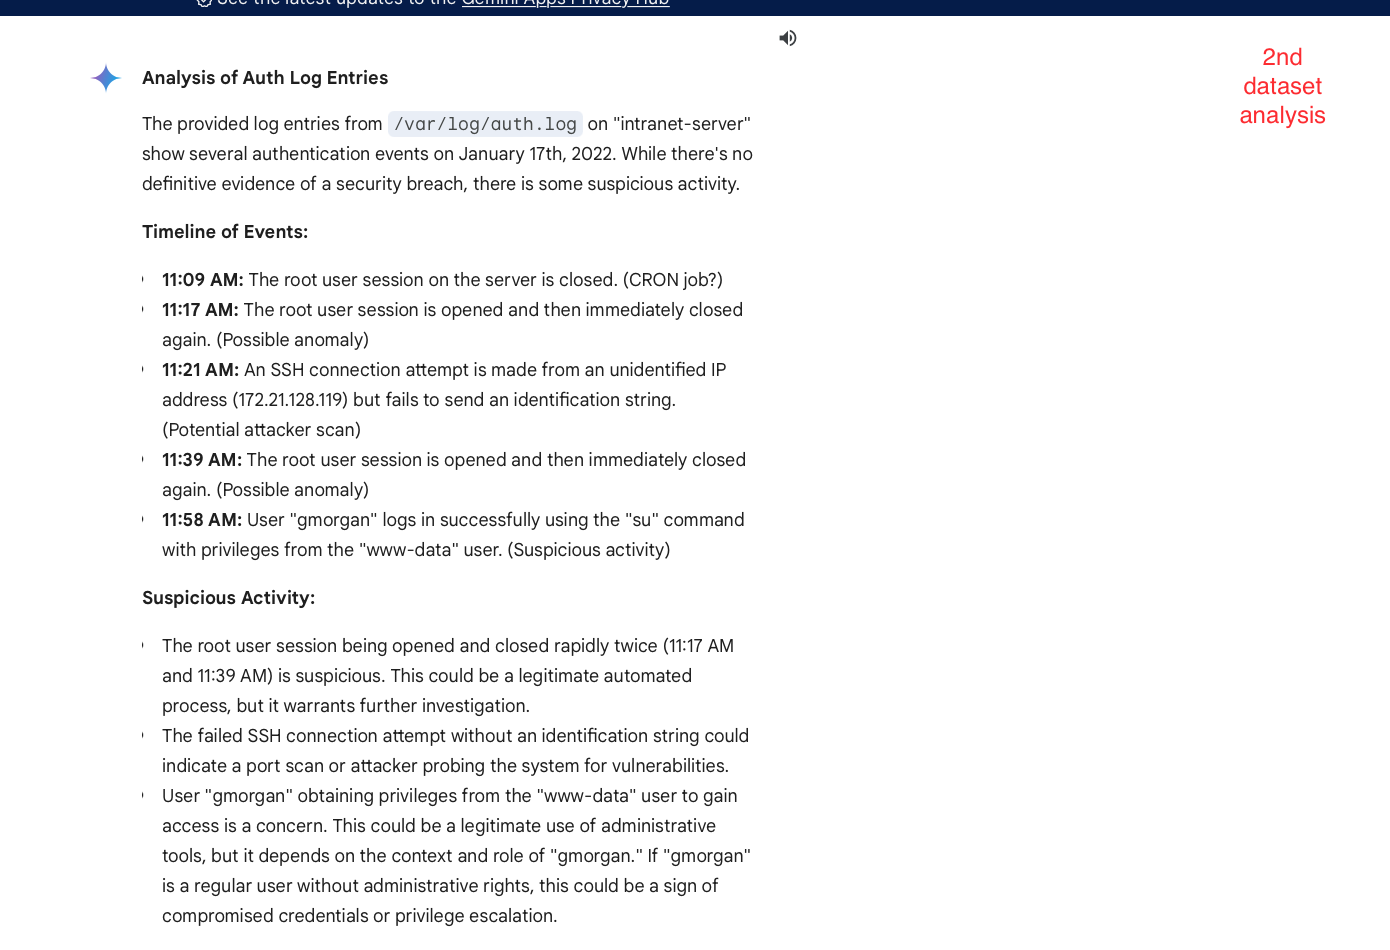 See the latest updates to the Gemini Apps Privacy Hub
2nd
dataset
analysis
Analysis of Auth Log Entries
The provided log entries from /var/log/auth.log on "intranet-server"
show several authentication events on January 17th, 2022. While there's no
definitive evidence of a security breach, there is some suspicious activity.
Timeline of Events:
11:09 AM: The root user session on the server is closed. (CRON job?)
11:17 AM: The root user session is opened and then immediately closed
again. (Possible anomaly)
11:21 AM: An SSH connection attempt is made from an unidentified IP
address (172.21.128.119) but fails to send an identification string.
(Potential attacker scan)
11:39 AM: The root user session is opened and then immediately closed
again. (Possible anomaly)
11:58 AM: User "gmorgan" logs in successfully using the "su" command
with privileges from the "www-data" user. (Suspicious activity)
Suspicious Activity:
The root user session being opened and closed rapidly twice (11:17 AM
and 11:39 AM) is suspicious. This could be a legitimate automated
process, but it warrants further investigation.
The failed SSH connection attempt without an identification string could
indicate a port scan or attacker probing the system for vulnerabilities.
User "gmorgan" obtaining privileges from the "www-data" user to gain
access is a concern. This could be a legitimate use of administrative
tools, but it depends on the context and role of "gmorgan." If "gmorgan"
is a regular user without administrative rights, this could be a sign of
compromised credentials or privilege escalation.